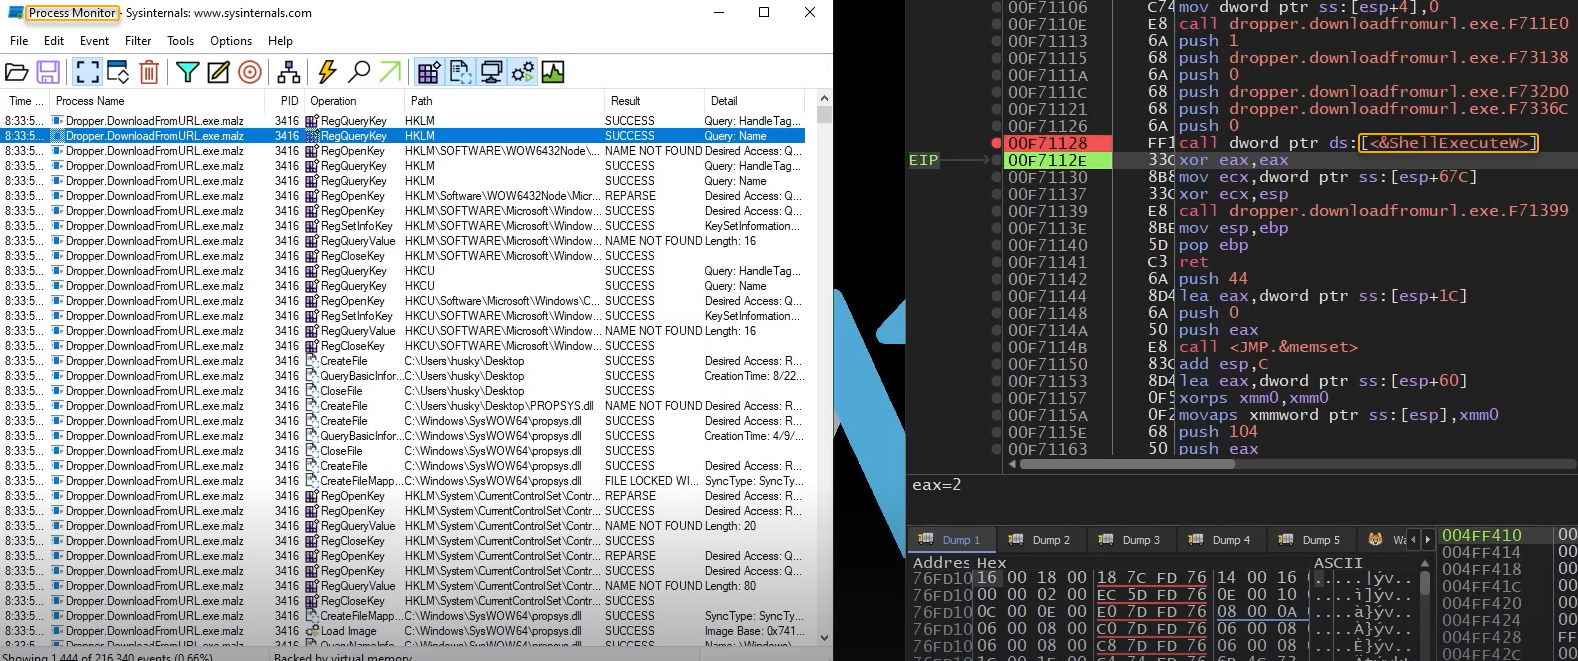 Process Monitor - Sysinternals: www.sysinternals.com
File Edit Event Filter Tools Options Help
Time ... Process Name PID Operation Path Result Detail
8:33:5... Dropper.DownloadFromURL.exe.malz 3416 RegQueryKey HKLM SUCCESS Query: HandleTag...
8:33:5... Dropper.DownloadFromURL.exe.malz 3416 RegQueryKey HKLM SUCCESS Query: Name
8:33:5... Dropper.DownloadFromURL.exe.malz 3416 RegOpenKey HKLM\SOFTWARE\WOW6432Node\... NAME NOT FOUND Desired Access: Q...
8:33:5... Dropper.DownloadFromURL.exe.malz 3416 RegQueryKey HKLM SUCCESS Query: HandleTag...
8:33:5... Dropper.DownloadFromURL.exe.malz 3416 RegQueryKey HKLM SUCCESS Query: Name
8:33:5... Dropper.DownloadFromURL.exe.malz 3416 RegOpenKey HKLM\Software\WOW6432Node\Micr... REPARSE Desired Access: Q...
8:33:5... Dropper.DownloadFromURL.exe.malz 3416 RegOpenKey HKLM\SOFTWARE\Microsoft\Window... SUCCESS Desired Access: Q...
8:33:5... Dropper.DownloadFromURL.exe.malz 3416 RegSetInfoKey HKLM\SOFTWARE\Microsoft\Window... SUCCESS KeySetInformation...
8:33:5... Dropper.DownloadFromURL.exe.malz 3416 RegQueryValue HKLM\SOFTWARE\Microsoft\Window... NAME NOT FOUND Length: 16
8:33:5... Dropper.DownloadFromURL.exe.malz 3416 RegCloseKey HKLM\SOFTWARE\Microsoft\Window... SUCCESS
8:33:5... Dropper.DownloadFromURL.exe.malz 3416 RegQueryKey HKCU SUCCESS Query: HandleTag...
8:33:5... Dropper.DownloadFromURL.exe.malz 3416 RegQueryKey HKCU SUCCESS Query: Name
8:33:5... Dropper.DownloadFromURL.exe.malz 3416 RegOpenKey HKCU\Software\Microsoft\Windows\C... SUCCESS Desired Access: Q...
8:33:5... Dropper.DownloadFromURL.exe.malz 3416 RegSetInfoKey HKCU\SOFTWARE\Microsoft\Window... SUCCESS KeySetInformation...
8:33:5... Dropper.DownloadFromURL.exe.malz 3416 RegQueryValue HKCU\SOFTWARE\Microsoft\Window... NAME NOT FOUND Length: 16
8:33:5... Dropper.DownloadFromURL.exe.malz 3416 RegCloseKey HKCU\SOFTWARE\Microsoft\Window... SUCCESS
8:33:5... Dropper.DownloadFromURL.exe.malz 3416 CreateFile C:\Users\husky\Desktop SUCCESS Desired Access: R...
8:33:5... Dropper.DownloadFromURL.exe.malz 3416 QueryBasicInfor... C:\Users\husky\Desktop SUCCESS CreationTime: 8/22...
8:33:5... Dropper.DownloadFromURL.exe.malz 3416 CloseFile C:\Users\husky\Desktop SUCCESS
8:33:5... Dropper.DownloadFromURL.exe.malz 3416 CreateFile C:\Users\husky\Desktop\PROPSYS.dll NAME NOT FOUND Desired Access: R...
8:33:5... Dropper.DownloadFromURL.exe.malz 3416 CreateFile C:\Windows\SysWOW64\propsys.dll SUCCESS Desired Access: R...
8:33:5... Dropper.DownloadFromURL.exe.malz 3416 QueryBasicInfor... C:\Windows\SysWOW64\propsys.dll SUCCESS CreationTime: 4/9/...
8:33:5... Dropper.DownloadFromURL.exe.malz 3416 CloseFile C:\Windows\SysWOW64\propsys.dll SUCCESS
8:33:5... Dropper.DownloadFromURL.exe.malz 3416 CreateFile C:\Windows\SysWOW64\propsys.dll SUCCESS Desired Access: R...
8:33:5... Dropper.DownloadFromURL.exe.malz 3416 CreateFileMapp... C:\Windows\SysWOW64\propsys.dll FILE LOCKED WI... SyncType: SyncTy...
8:33:5... Dropper.DownloadFromURL.exe.malz 3416 RegOpenKey HKLM\System\CurrentControlSet\Contr... REPARSE Desired Access: R...
8:33:5... Dropper.DownloadFromURL.exe.malz 3416 RegOpenKey HKLM\System\CurrentControlSet\Contr... SUCCESS Desired Access: R...
8:33:5... Dropper.DownloadFromURL.exe.malz 3416 RegQueryValue HKLM\System\CurrentControlSet\Contr... NAME NOT FOUND Length: 20
8:33:5... Dropper.DownloadFromURL.exe.malz 3416 RegCloseKey HKLM\System\CurrentControlSet\Contr... SUCCESS
8:33:5... Dropper.DownloadFromURL.exe.malz 3416 RegOpenKey HKLM\System\CurrentControlSet\Contr... REPARSE Desired Access: Q...
8:33:5... Dropper.DownloadFromURL.exe.malz 3416 RegOpenKey HKLM\System\CurrentControlSet\Contr... SUCCESS Desired Access: Q...
8:33:5... Dropper.DownloadFromURL.exe.malz 3416 RegQueryValue HKLM\System\CurrentControlSet\Contr... NAME NOT FOUND Length: 80
8:33:5... Dropper.DownloadFromURL.exe.malz 3416 RegCloseKey HKLM\System\CurrentControlSet\Contr... SUCCESS
8:33:5... Dropper.DownloadFromURL.exe.malz 3416 CreateFileMapp... C:\Windows\SysWOW64\propsys.dll SUCCESS SyncType: SyncTy...
8:33:5... Dropper.DownloadFromURL.exe.malz 3416 Load Image C:\Windows\SysWOW64\propsys.dll SUCCESS Image Base: 0x741...
Showing 1,444 of 216,340 events (0.66%) Backed by virtual memory
00F71106 C74 mov dword ptr ss:[esp+4],0
00F7110E E8 call dropper.downloadfromurl.exe.F711E0
00F71113 6A push 1
00F71115 68 push dropper.downloadfromurl.exe.F73138
00F7111A 6A push 0
00F7111C 68 push dropper.downloadfromurl.exe.F732D0
00F71121 68 push dropper.downloadfromurl.exe.F7336C
00F71126 6A push 0
00F71128 FF1 call dword ptr ds:[<&ShellExecuteW>]
EIP 00F7112E 33C xor eax,eax
00F71130 8B8 mov ecx,dword ptr ss:[esp+67C]
00F71137 33C xor ecx,esp
00F71139 E8 call dropper.downloadfromurl.exe.F71399
00F7113E 8BE mov esp,ebp
00F71140 5D pop ebp
00F71141 C3 ret
00F71142 6A push 44
00F71144 8D4 lea eax,dword ptr ss:[esp+1C]
00F71148 6A push 0
00F7114A 50 push eax
00F7114B E8 call <JMP.&memset>
00F71150 83C add esp,C
00F71153 8D4 lea eax,dword ptr ss:[esp+60]
00F71157 0F5 xorps xmm0,xmm0
00F7115A 0F2 movaps xmmword ptr ss:[esp],xmm0
00F7115E 68 push 104
00F71163 50 push eax
eax=2
Dump 1 Dump 2 Dump 3 Dump 4 Dump 5 Wa
Addres Hex ASCII
76FD10 16 00 18 00 18 7C FD 76 14 00 16 .....|ýv..
76FD10 00 00 02 00 EC 5D FD 76 0E 00 10 ....ì]ýv..
76FD10 0C 00 0E 00 E0 7D FD 76 08 00 0A ....à}ýv..
76FD10 06 00 08 00 C0 7D FD 76 06 00 08 ....À}ýv..
76FD10 06 00 08 00 C8 7D FD 76 06 00 08 ....È}ýv..
004FF410 00
004FF414 00
004FF418 00
004FF41C 00
004FF420 00
004FF424 00
004FF428 FF
004FF42C 00